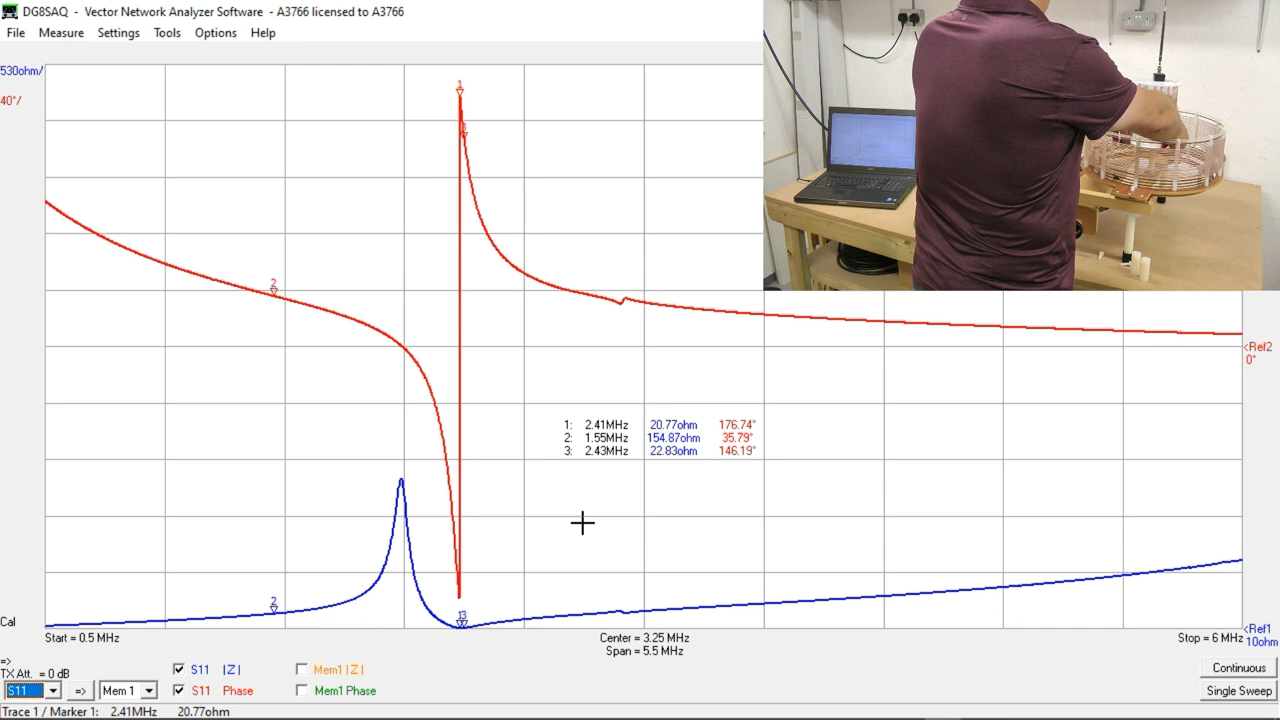 DG8SAQ - Vector Network Analyzer Software - A3766 licensed to A3766
File Measure Settings Tools Options Help
530ohm/
40°/
1
2
<Ref2
0°
1: 2.41MHz 20.77ohm 176.74°
2: 1.55MHz 154.87ohm 35.79°
3: 2.43MHz 22.83ohm 146.19°
2
13
Cal
<Ref1
10ohm
Start = 0.5 MHz Center = 3.25 MHz Stop = 6 MHz
Span = 5.5 MHz
=>
TX Att. = 0 dB
S11 |Z| Mem1 |Z| Continuous
S11 => Mem 1 S11 Phase Mem1 Phase Single Sweep
Trace 1 / Marker 1: 2.41MHz 20.77ohm